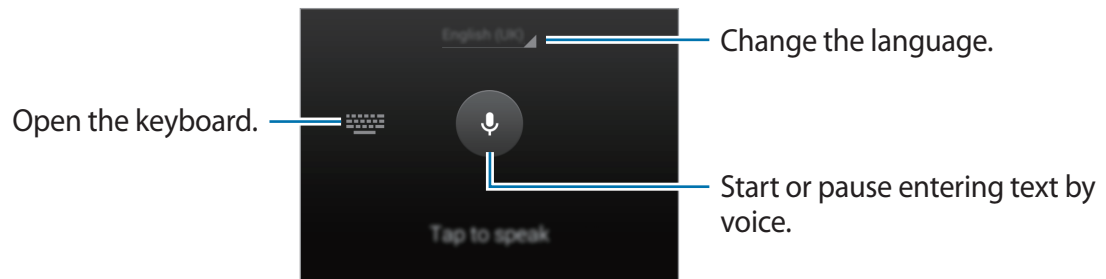 English (UK)
Change the language.
Open the keyboard.
Start or pause entering text by
voice.
Tap to speak